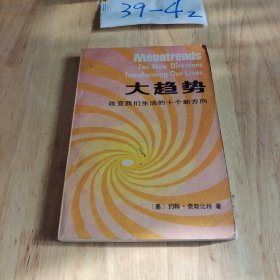 39-42
Megatrends
Ten New Directions
Transforming Our Lives
大趋势
改变我们生活的十个新方向
〔美〕约翰·奈斯比特 著